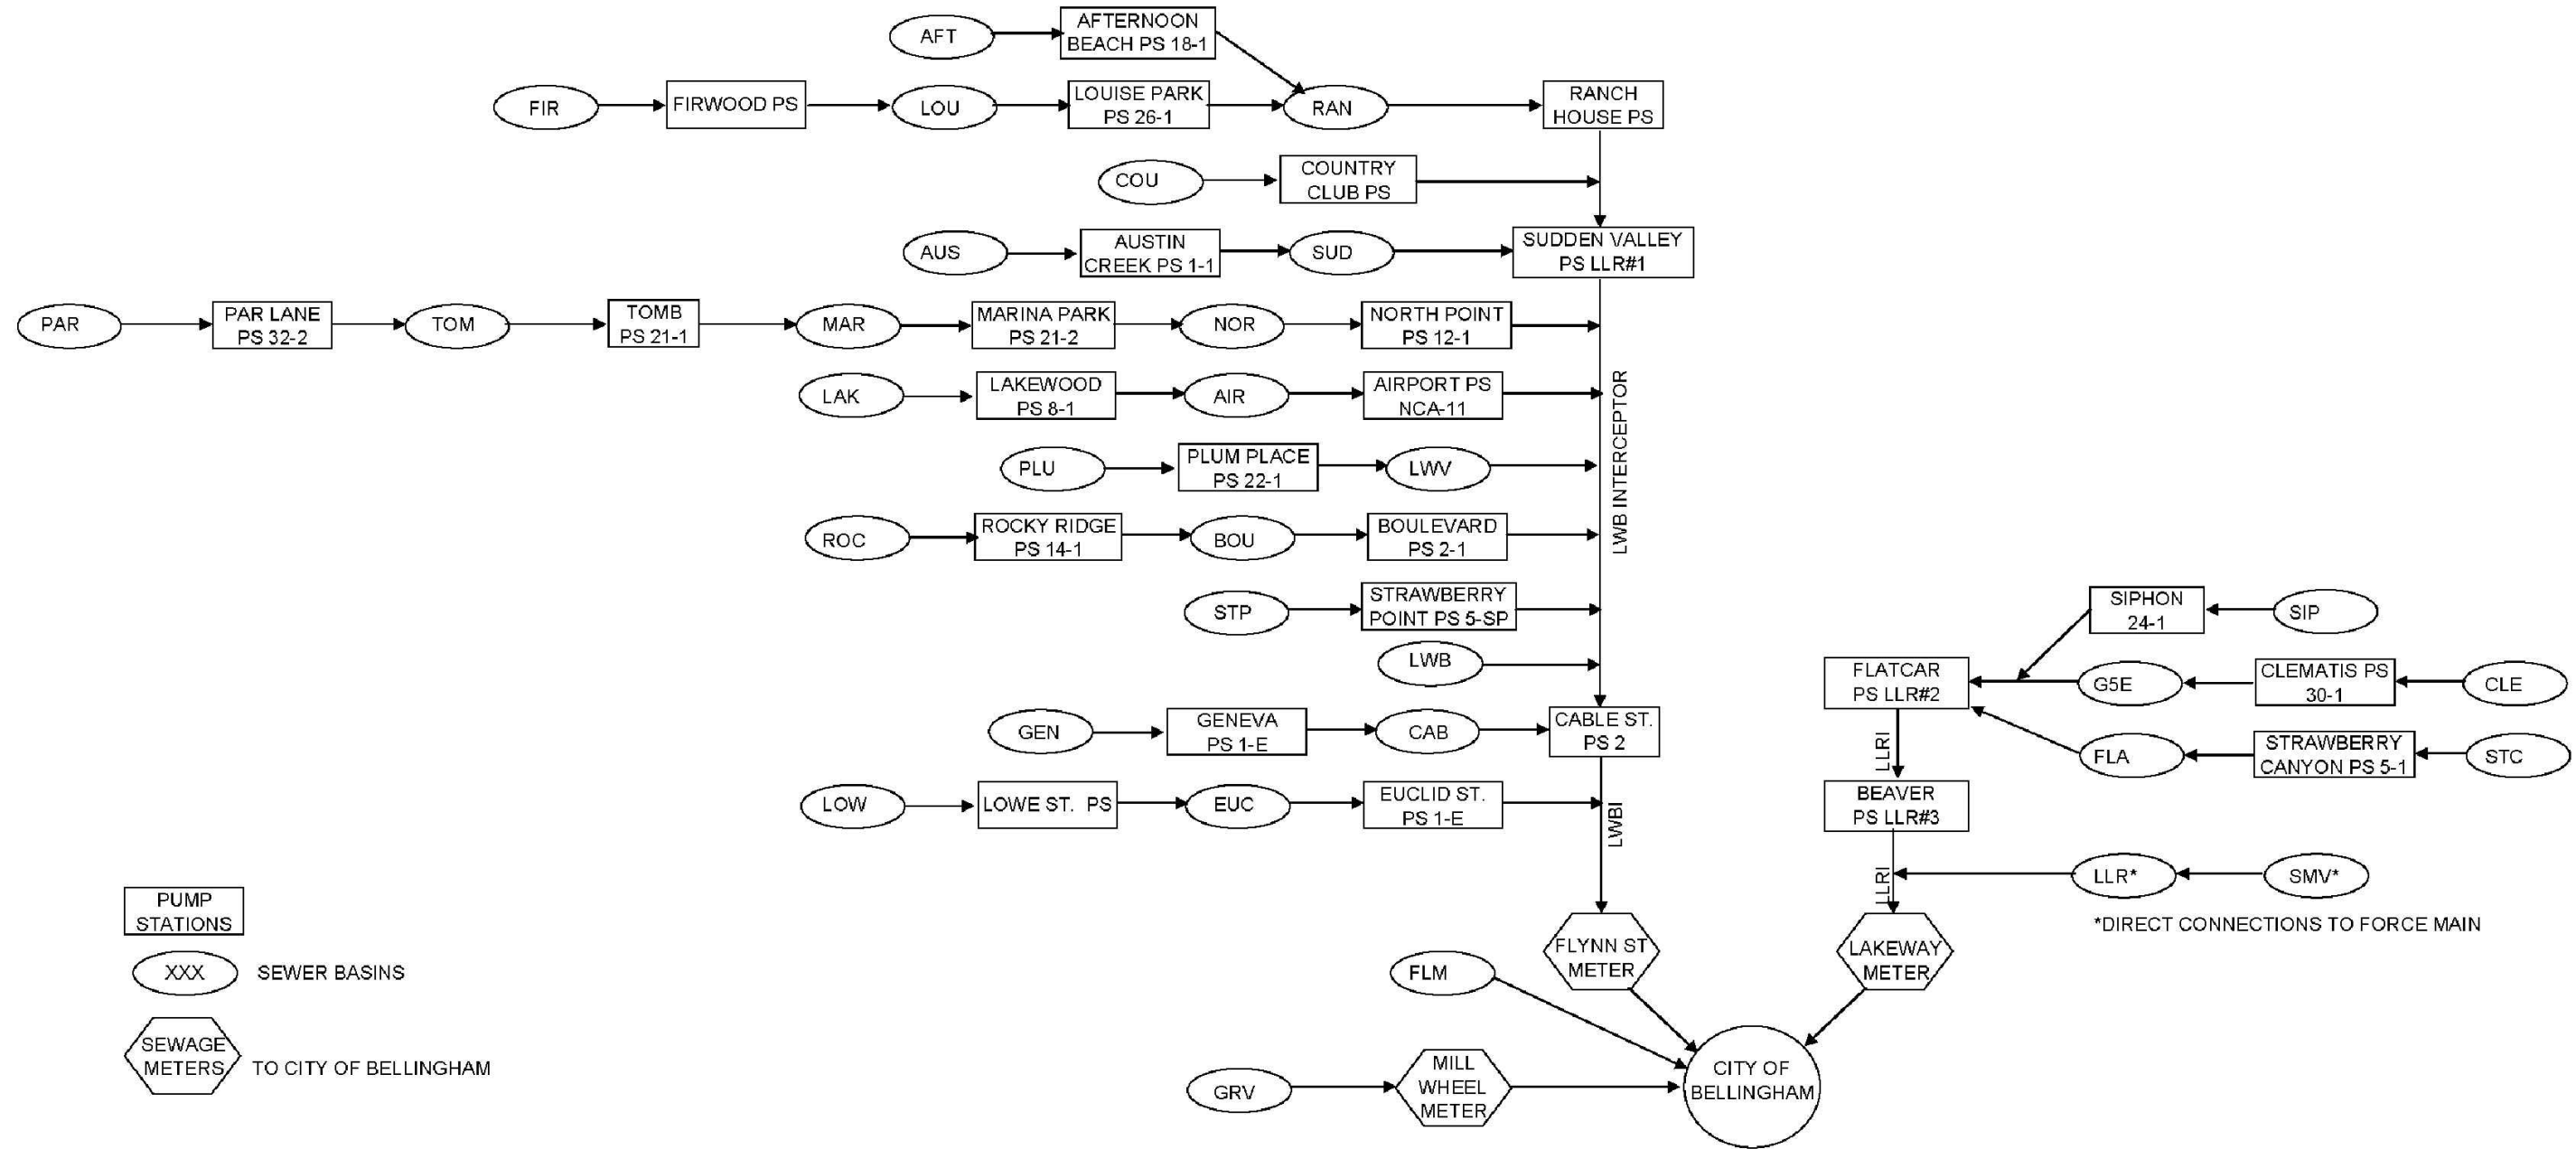 AFT
AFTERNOON
BEACH PS 18-1
FIR
FIRWOOD PS
LOU
LOUISE PARK
PS 26-1
RAN
RANCH
HOUSE PS
COU
COUNTRY
CLUB PS
AUS
AUSTIN
CREEK PS 1-1
SUD
SUDDEN VALLEY
PS LLR#1
PAR
PAR LANE
PS 32-2
TOM
TOMB
PS 21-1
MAR
MARINA PARK
PS 21-2
NOR
NORTH POINT
PS 12-1
LAK
LAKEWOOD
PS 8-1
AIR
AIRPORT PS
NCA-11
LWB INTERCEPTOR
PLU
PLUM PLACE
PS 22-1
LWV
ROC
ROCKY RIDGE
PS 14-1
BOU
BOULEVARD
PS 2-1
STP
STRAWBERRY
POINT PS 5-SP
SIPHON
24-1
SIP
LWB
FLATCAR
PS LLR#2
G5E
CLEMATIS PS
30-1
CLE
GEN
GENEVA
PS 1-E
CAB
CABLE ST.
PS 2
LLRI
FLA
STRAWBERRY
CANYON PS 5-1
STC
LOW
LOWE ST. PS
EUC
EUCLID ST.
PS 1-E
LWBI
BEAVER
PS LLR#3
LLRI
LLR*
SMV*
*DIRECT CONNECTIONS TO FORCE MAIN
PUMP
STATIONS
XXX
SEWER BASINS
SEWAGE
METERS
TO CITY OF BELLINGHAM
FLM
FLYNN ST
METER
LAKEWAY
METER
GRV
MILL
WHEEL
METER
CITY OF
BELLINGHAM